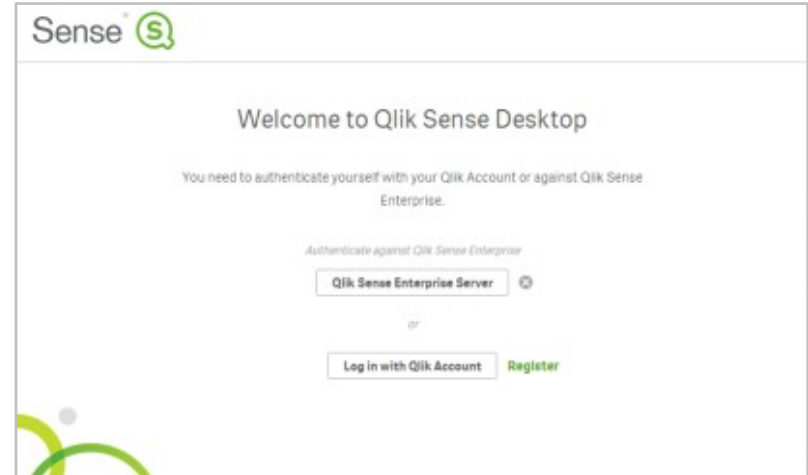 Sense S
Welcome to Qlik Sense Desktop
You need to authenticate yourself with your Qlik Account or against Qlik Sense
Enterprise.
Authenticate against Qlik Sense Enterprise
Qlik Sense Enterprise Server
or
Log in with Qlik Account Register